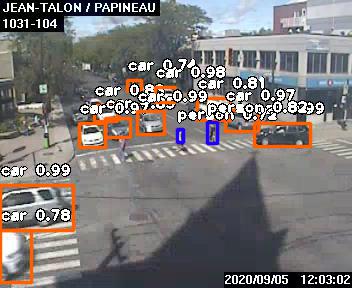 JEAN-TALON / PAPINEAU
1031-104
car 0.74
car 0.98
car 0.81
car 0.99
car 0.97
person 0.82
car 0.99
car 0.78
2020/09/05 12:03:02